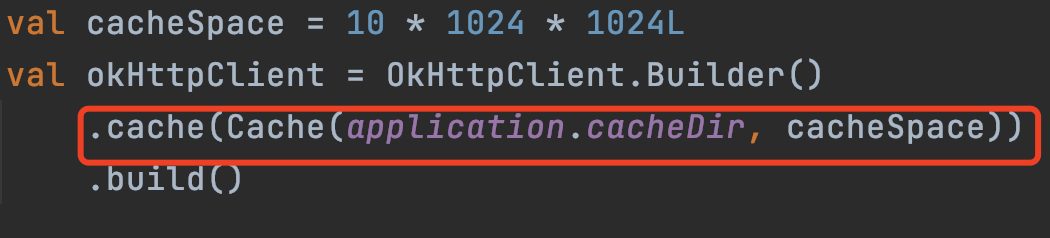 val cacheSpace = 10 * 1024 * 1024L
val okHttpClient = OkHttpClient.Builder()
.cache(Cache(application.cacheDir, cacheSpace))
.build()